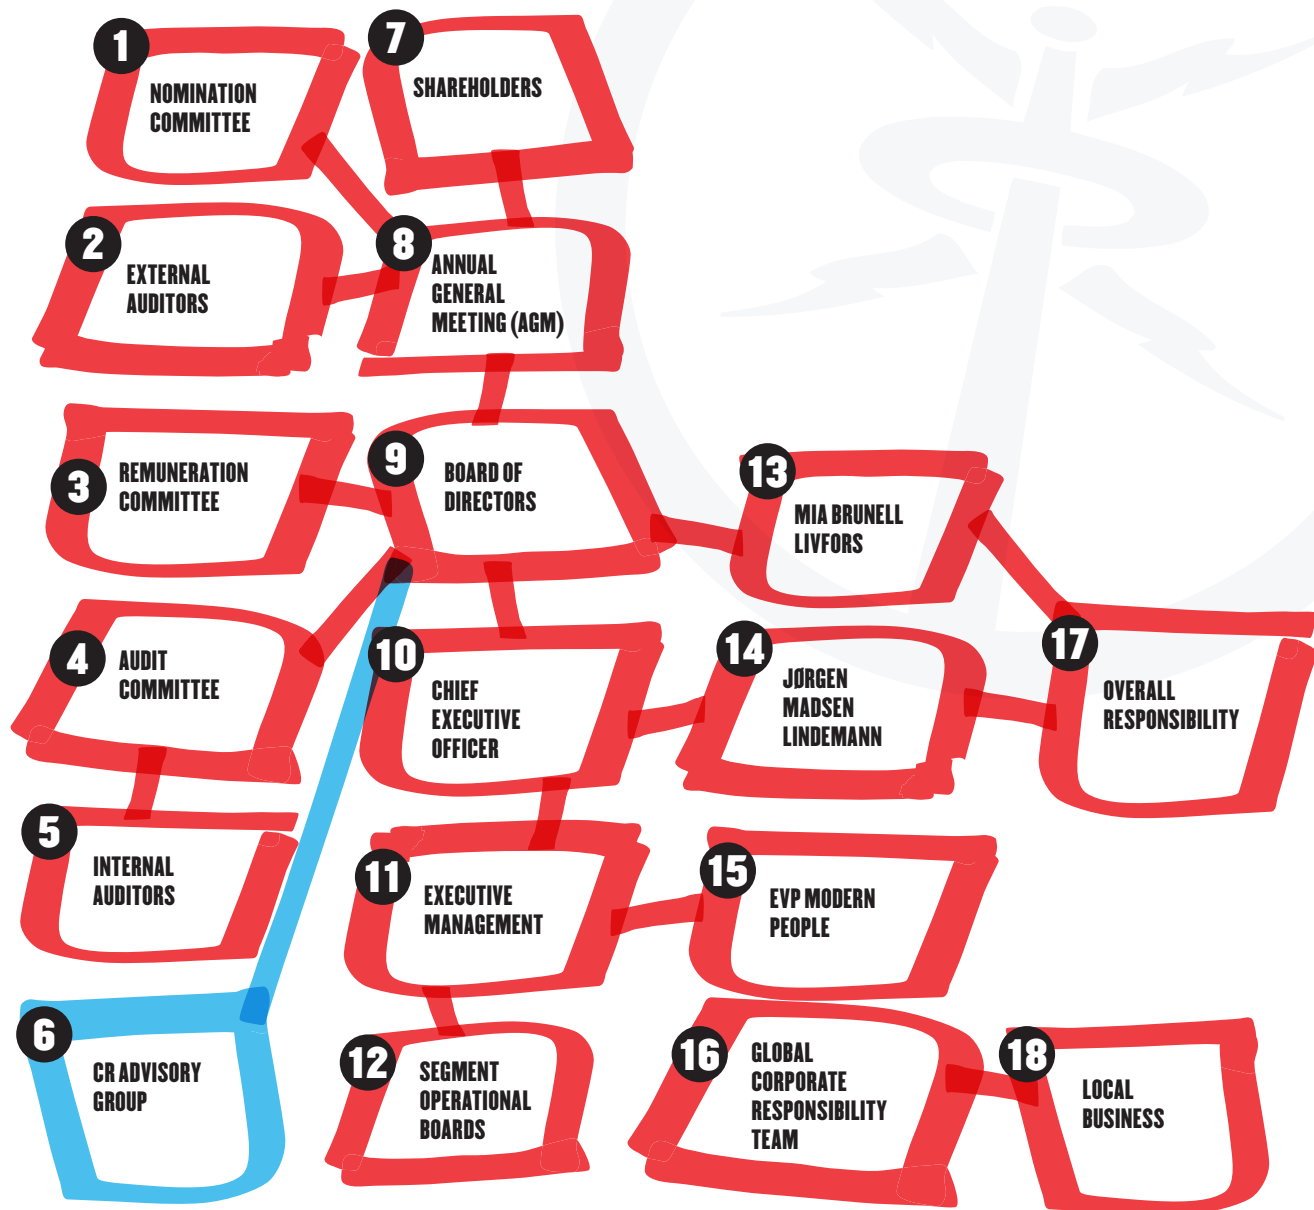 1
NOMINATION
COMMITTEE
7
SHAREHOLDERS
2
EXTERNAL
AUDITORS
8
ANNUAL
GENERAL
MEETING (AGM)
3
REMUNERATION
COMMITTEE
9
BOARD OF
DIRECTORS
13
MIA BRUNELL
LIVFORS
4
AUDIT
COMMITTEE
10
CHIEF
EXECUTIVE
OFFICER
14
JØRGEN
MADSEN
LINDEMANN
17
OVERALL
RESPONSIBILITY
5
INTERNAL
AUDITORS
11
EXECUTIVE
MANAGEMENT
15
EVP MODERN
PEOPLE
6
CR ADVISORY
GROUP
12
SEGMENT
OPERATIONAL
BOARDS
16
GLOBAL
CORPORATE
RESPONSIBILITY
TEAM
18
LOCAL
BUSINESS